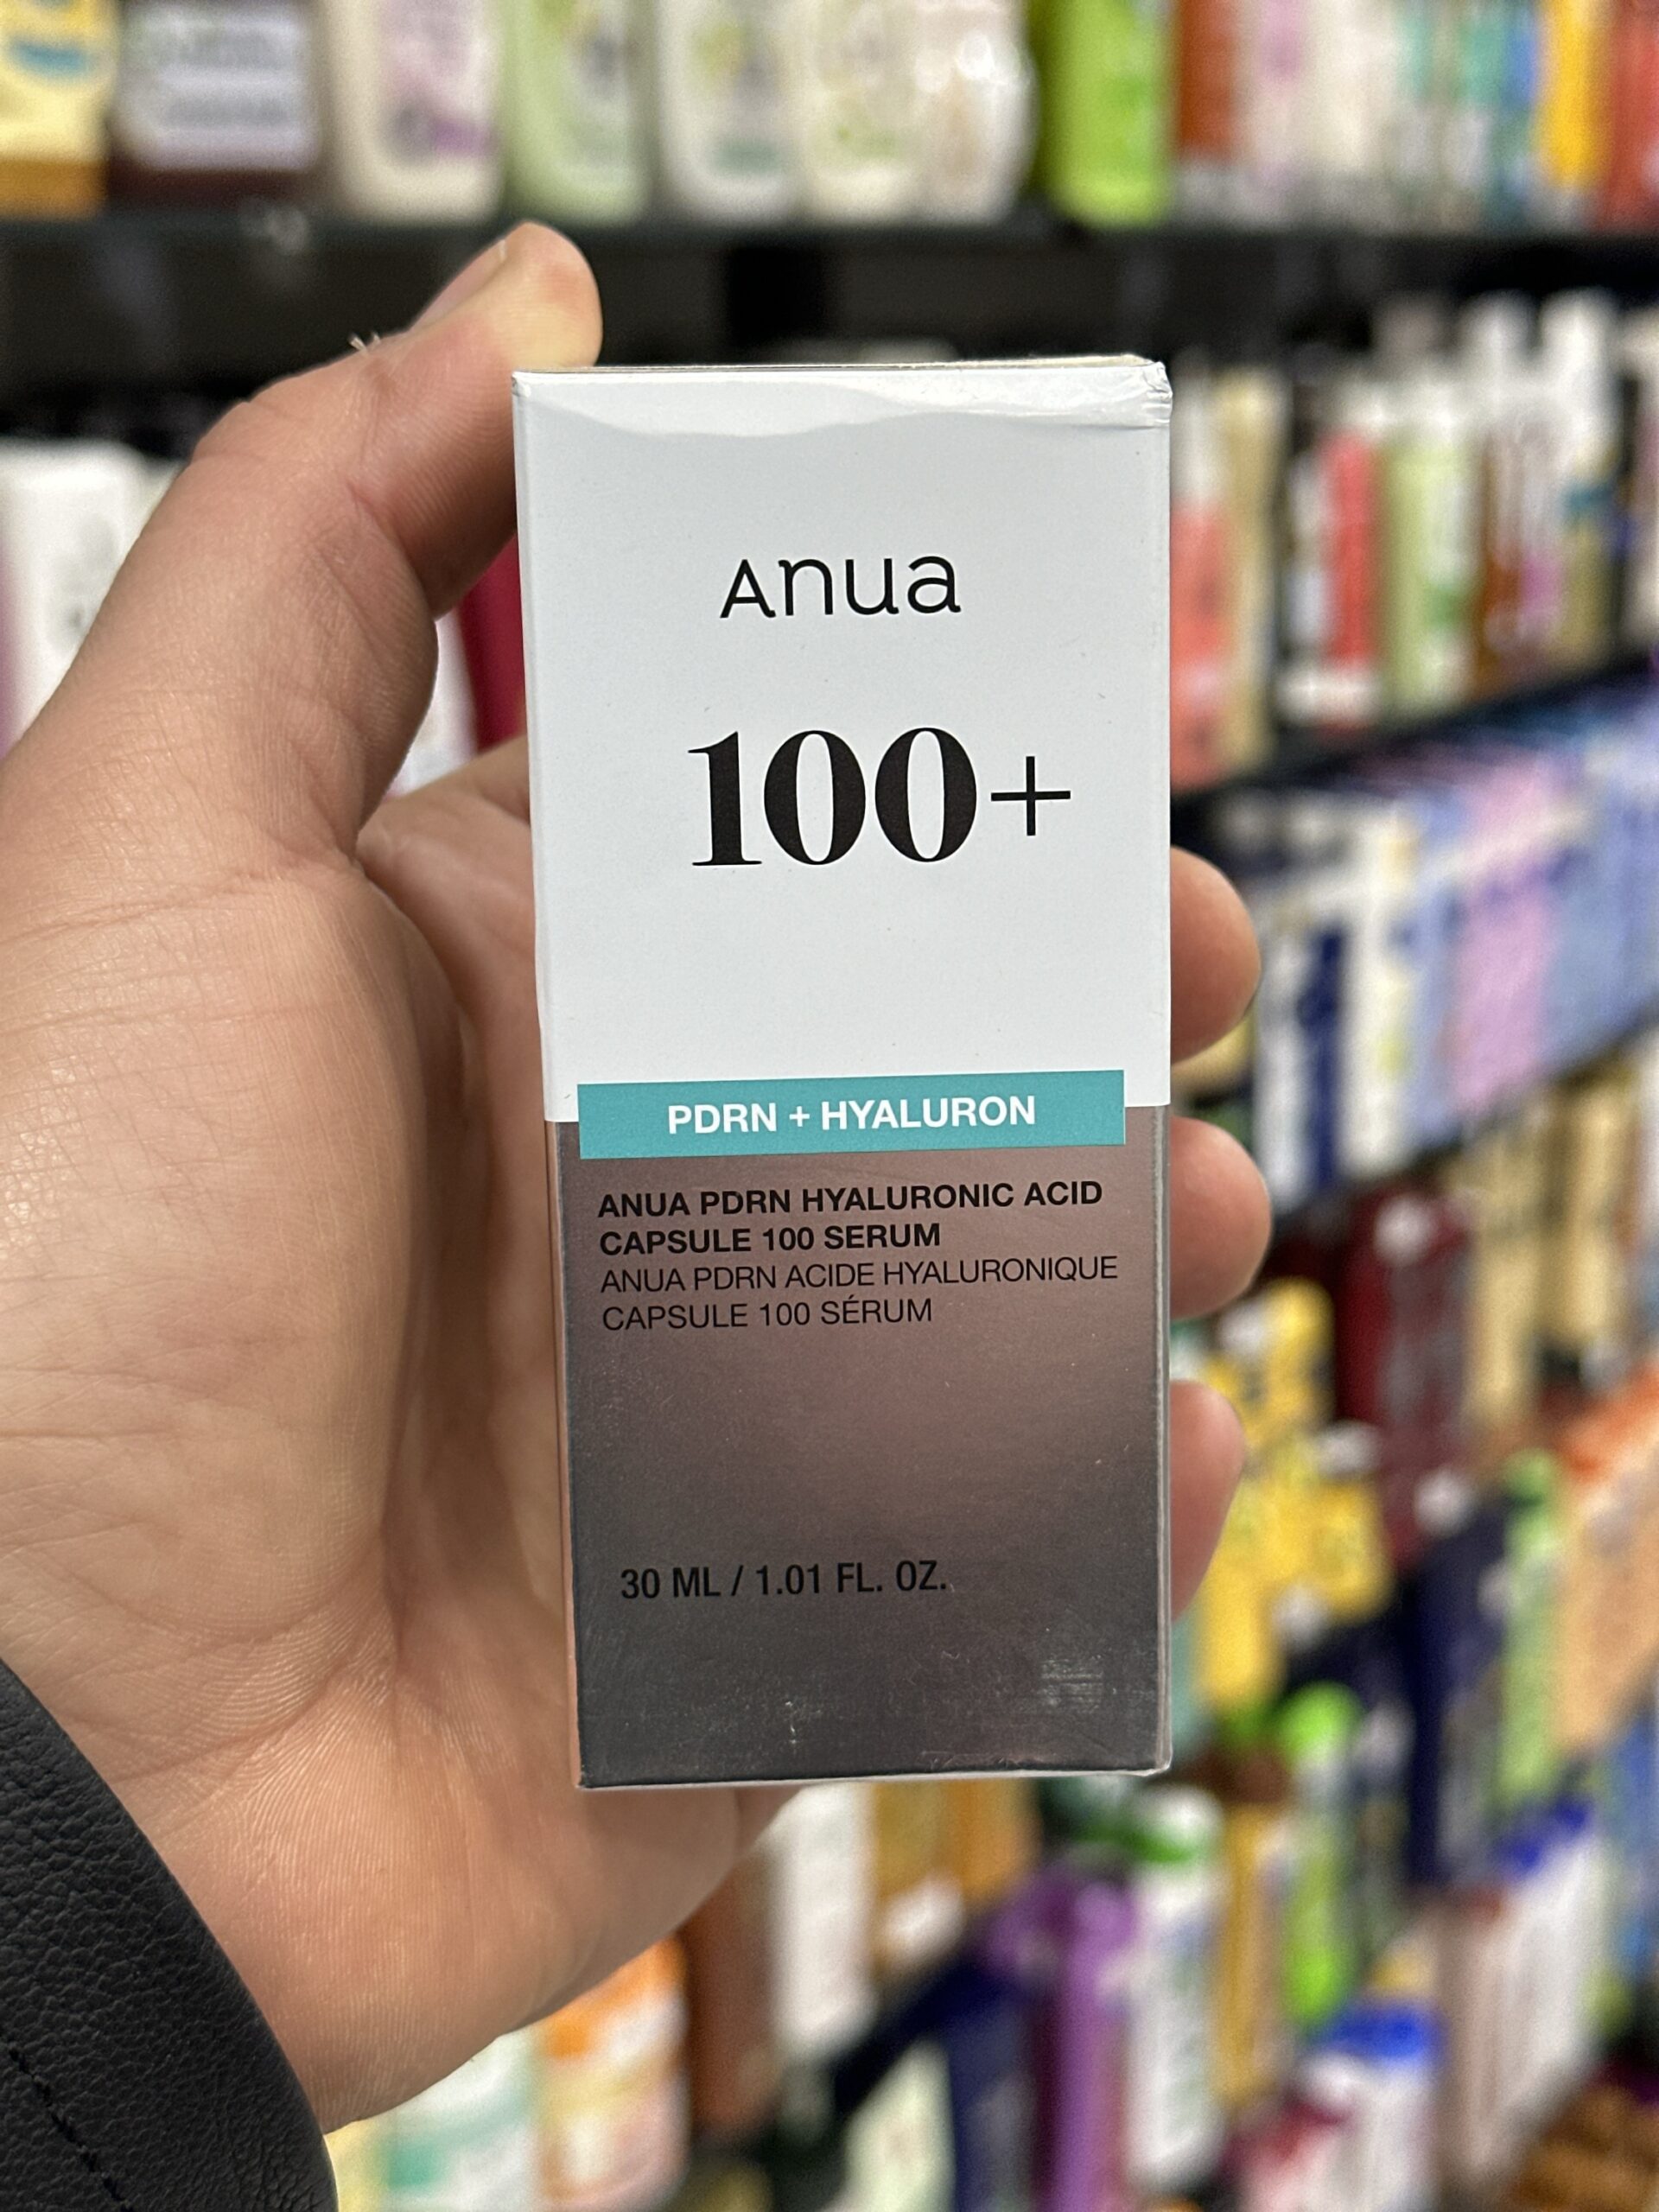 Anua
100+
PDRN + HYALURON
ANUA PDRN HYALURONIC ACID
CAPSULE 100 SERUM
ANUA PDRN ACIDE HYALURONIQUE
CAPSULE 100 SÉRUM
30 ML / 1.01 FL. OZ.